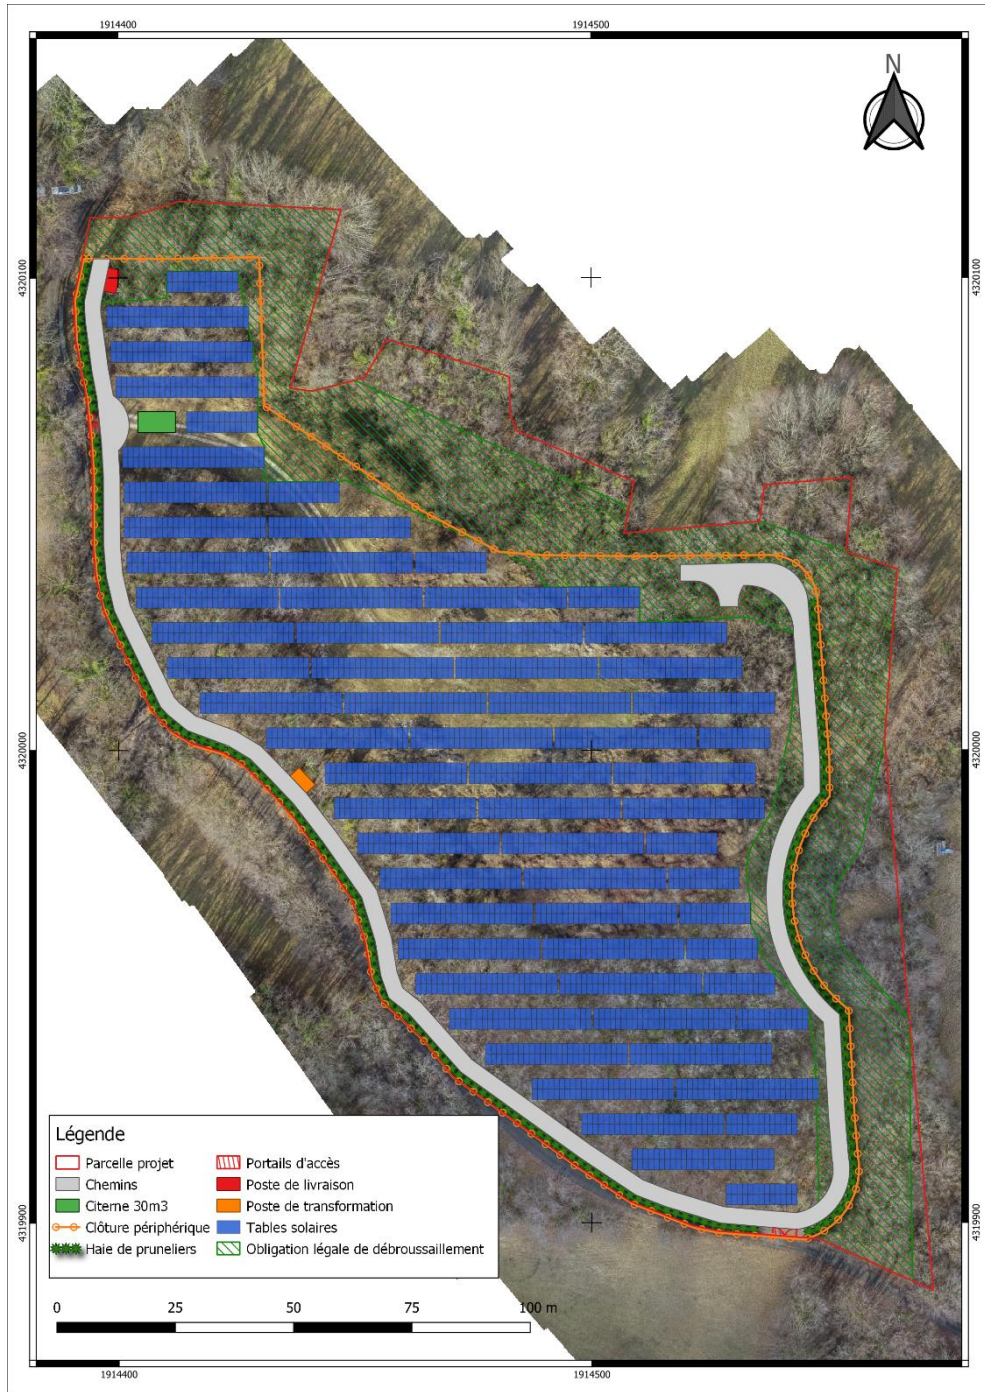 1914400
1914500
N
4320100
4320100
4320000
4320000
4319900
4319900
Légende
Parcelle projet
Portails d'accès
Chemins
Poste de livraison
Citerne 30m3
Poste de transformation
Clôture périphérique
Tables solaires
Haie de pruneliers
Obligation légale de débroussaillement
0 25 50 75 100 m
1914400
1914500